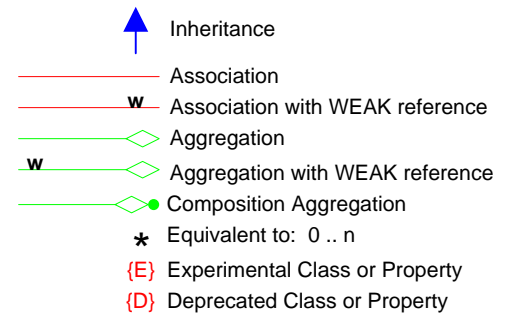 Inheritance
Association
w Association with WEAK reference
Aggregation
w Aggregation with WEAK reference
Composition Aggregation
* Equivalent to: 0 .. n
{E} Experimental Class or Property
{D} Deprecated Class or Property